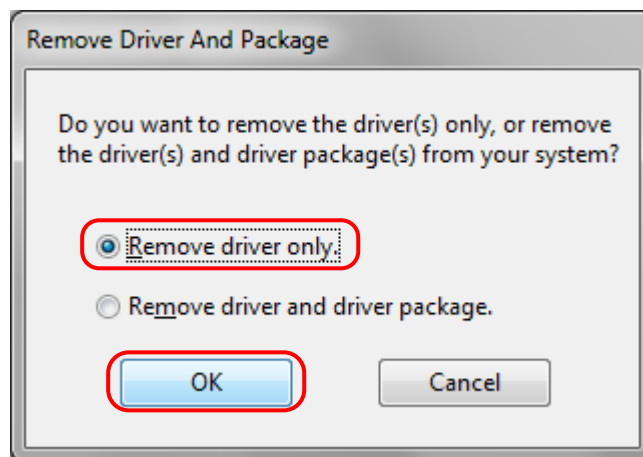 Remove Driver And Package
Do you want to remove the driver(s) only, or remove
the driver(s) and driver package(s) from your system?
Remove driver only.
Remove driver and driver package.
OK
Cancel